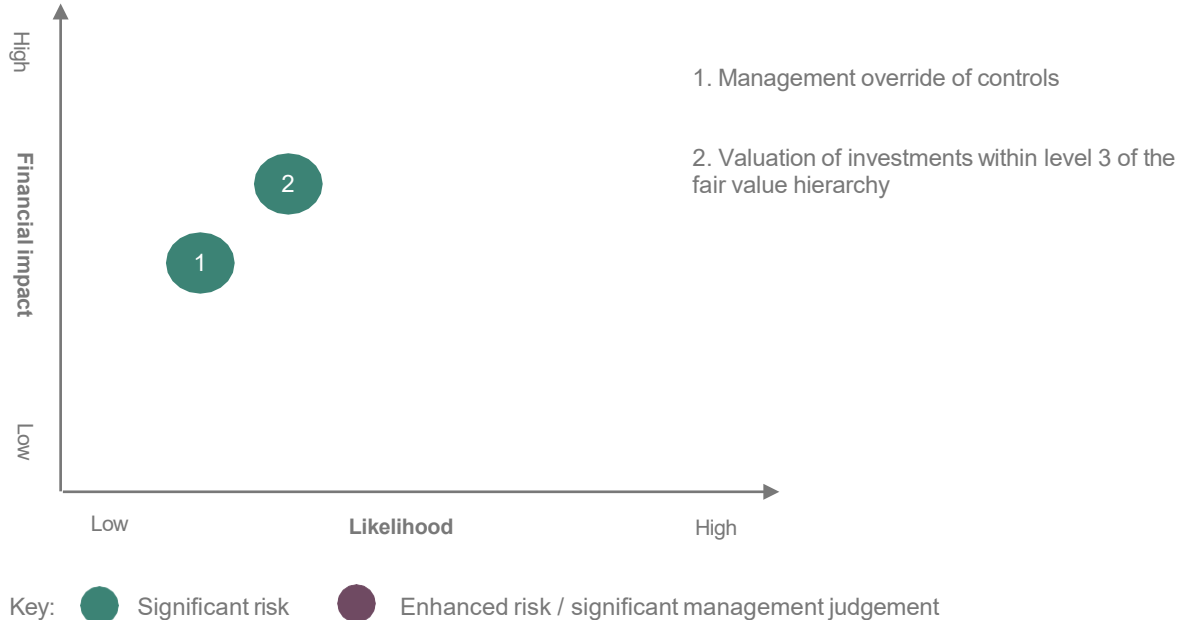 High
1. Management override of controls
2. Valuation of investments within level 3 of the
fair value hierarchy
Financial impact
2
1
Low
Low
Likelihood
High
Key:
Significant risk
Enhanced risk / significant management judgement